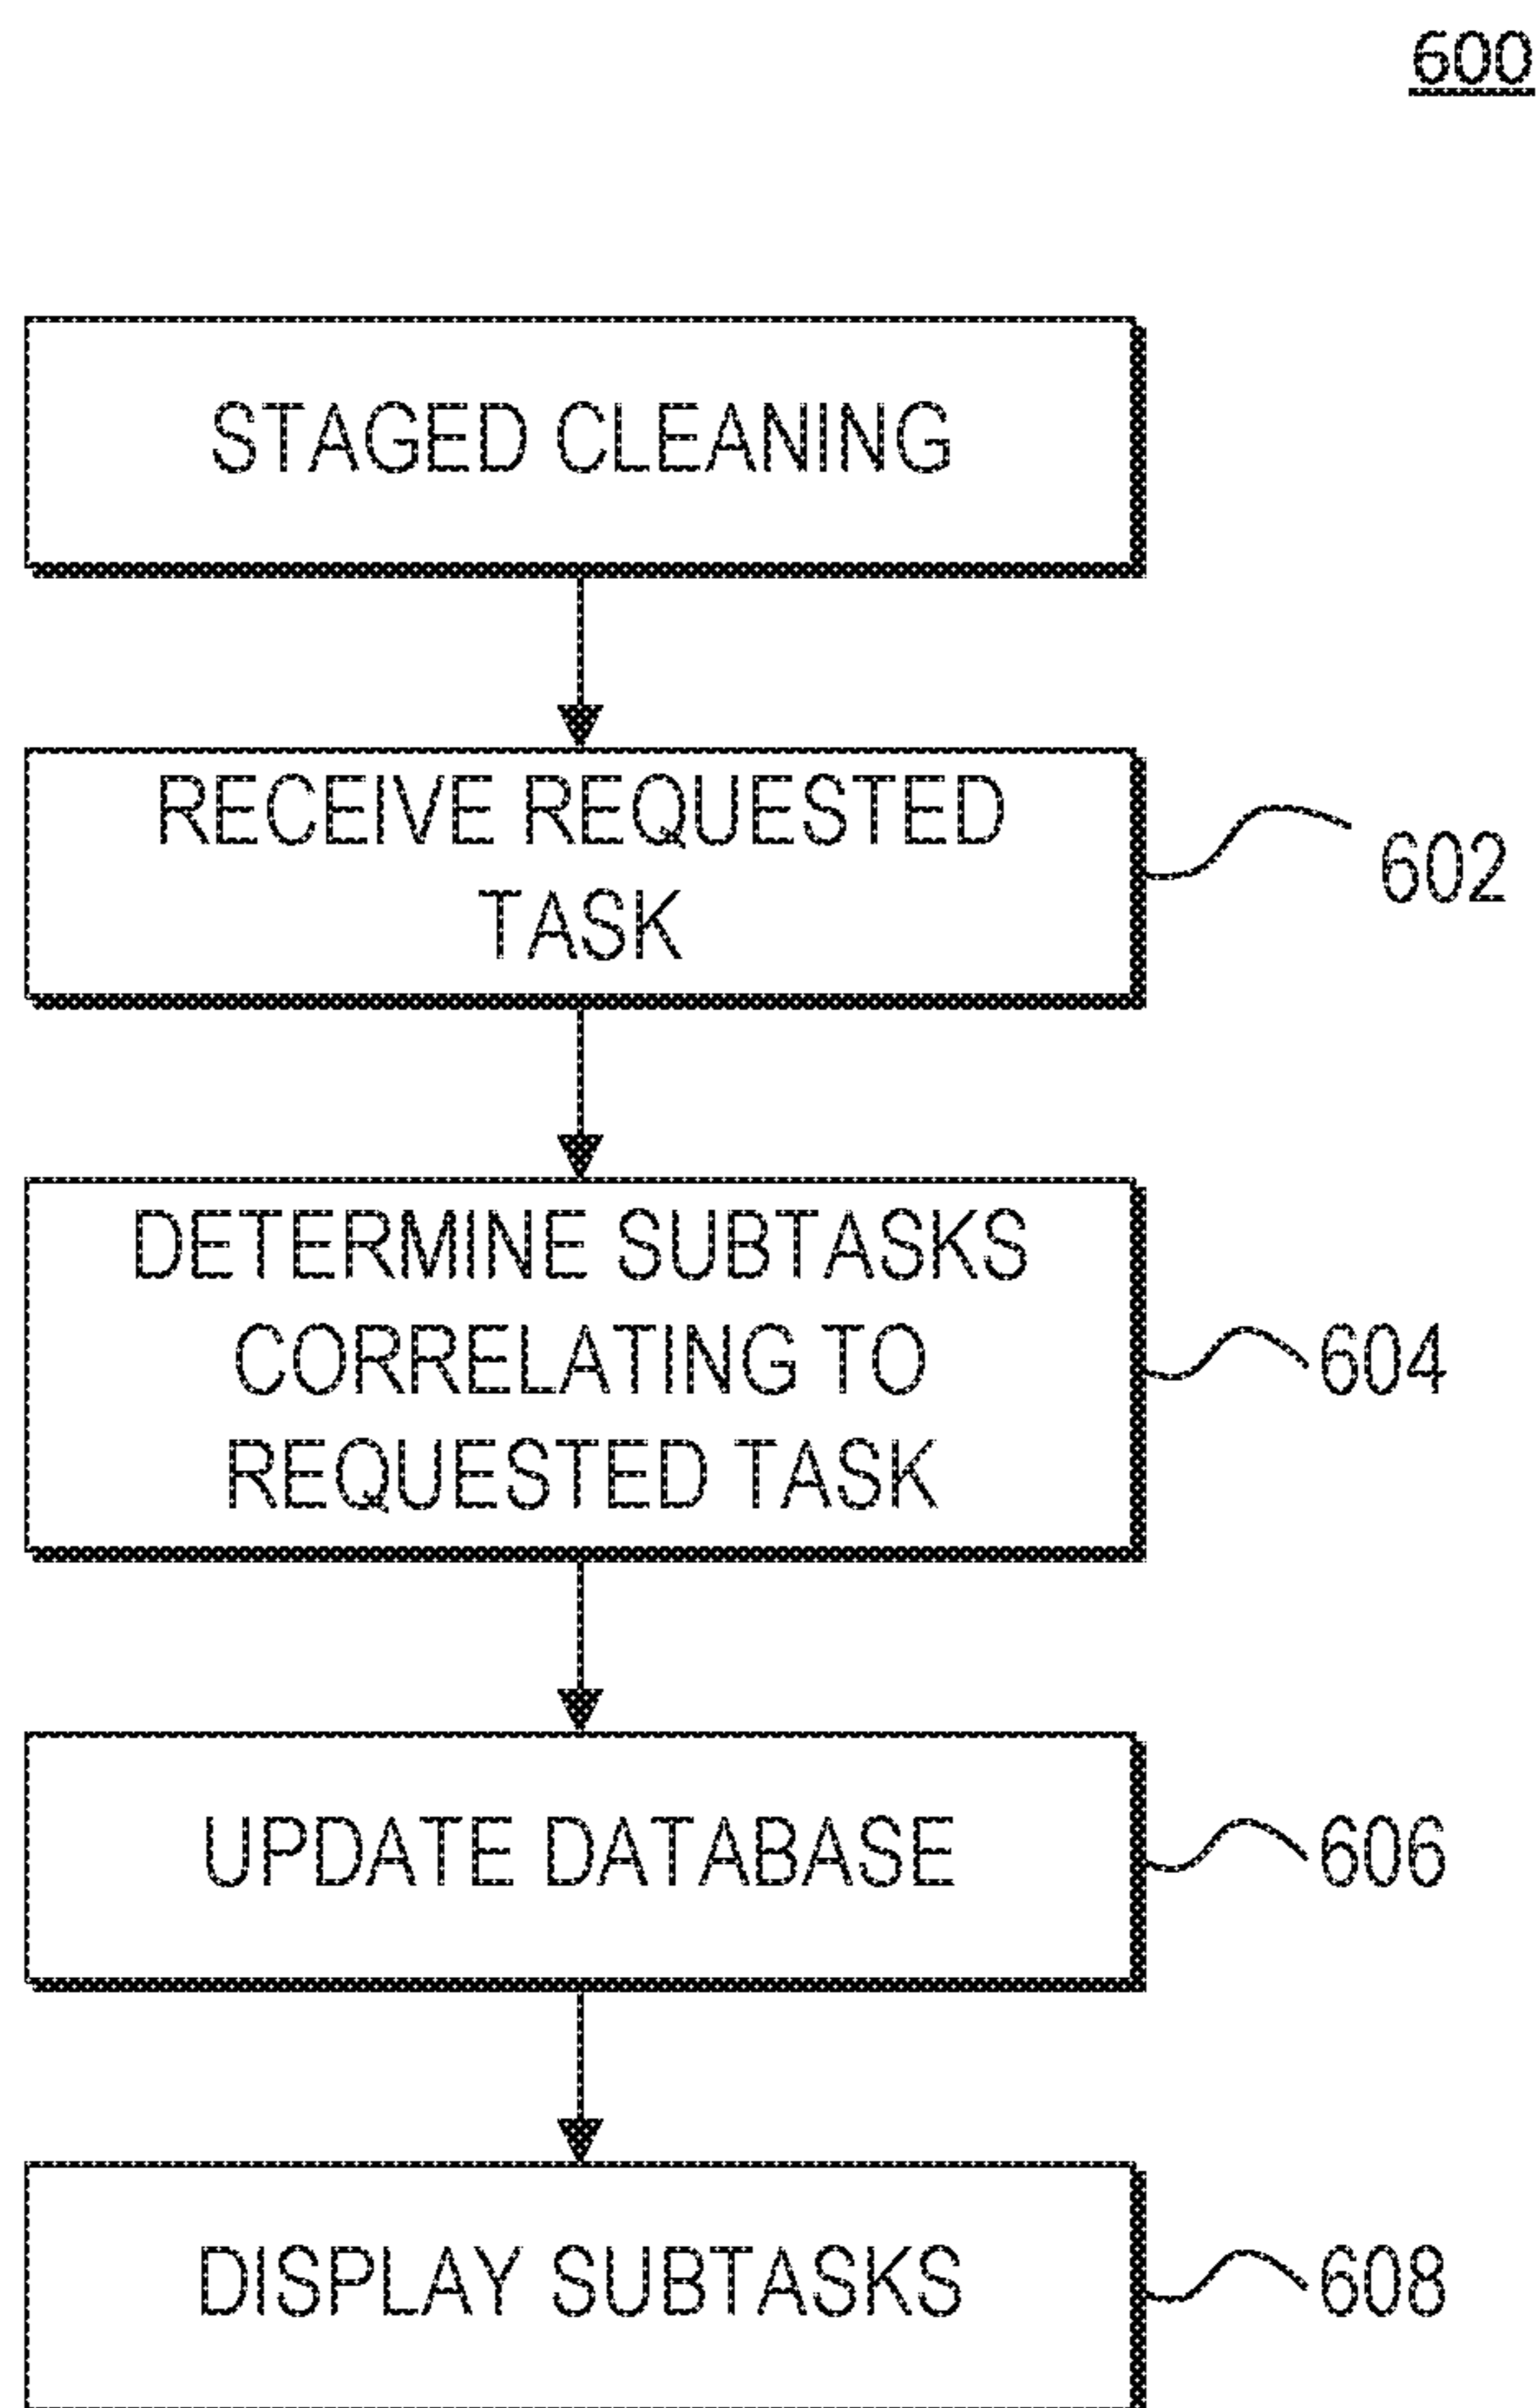 600
STAGED CLEANING
RECEIVE REQUESTED
TASK
602
DETERMINE SUBTASKS
CORRELATING TO
REQUESTED TASK
604
UPDATE DATABASE
606
DISPLAY SUBTASKS
608